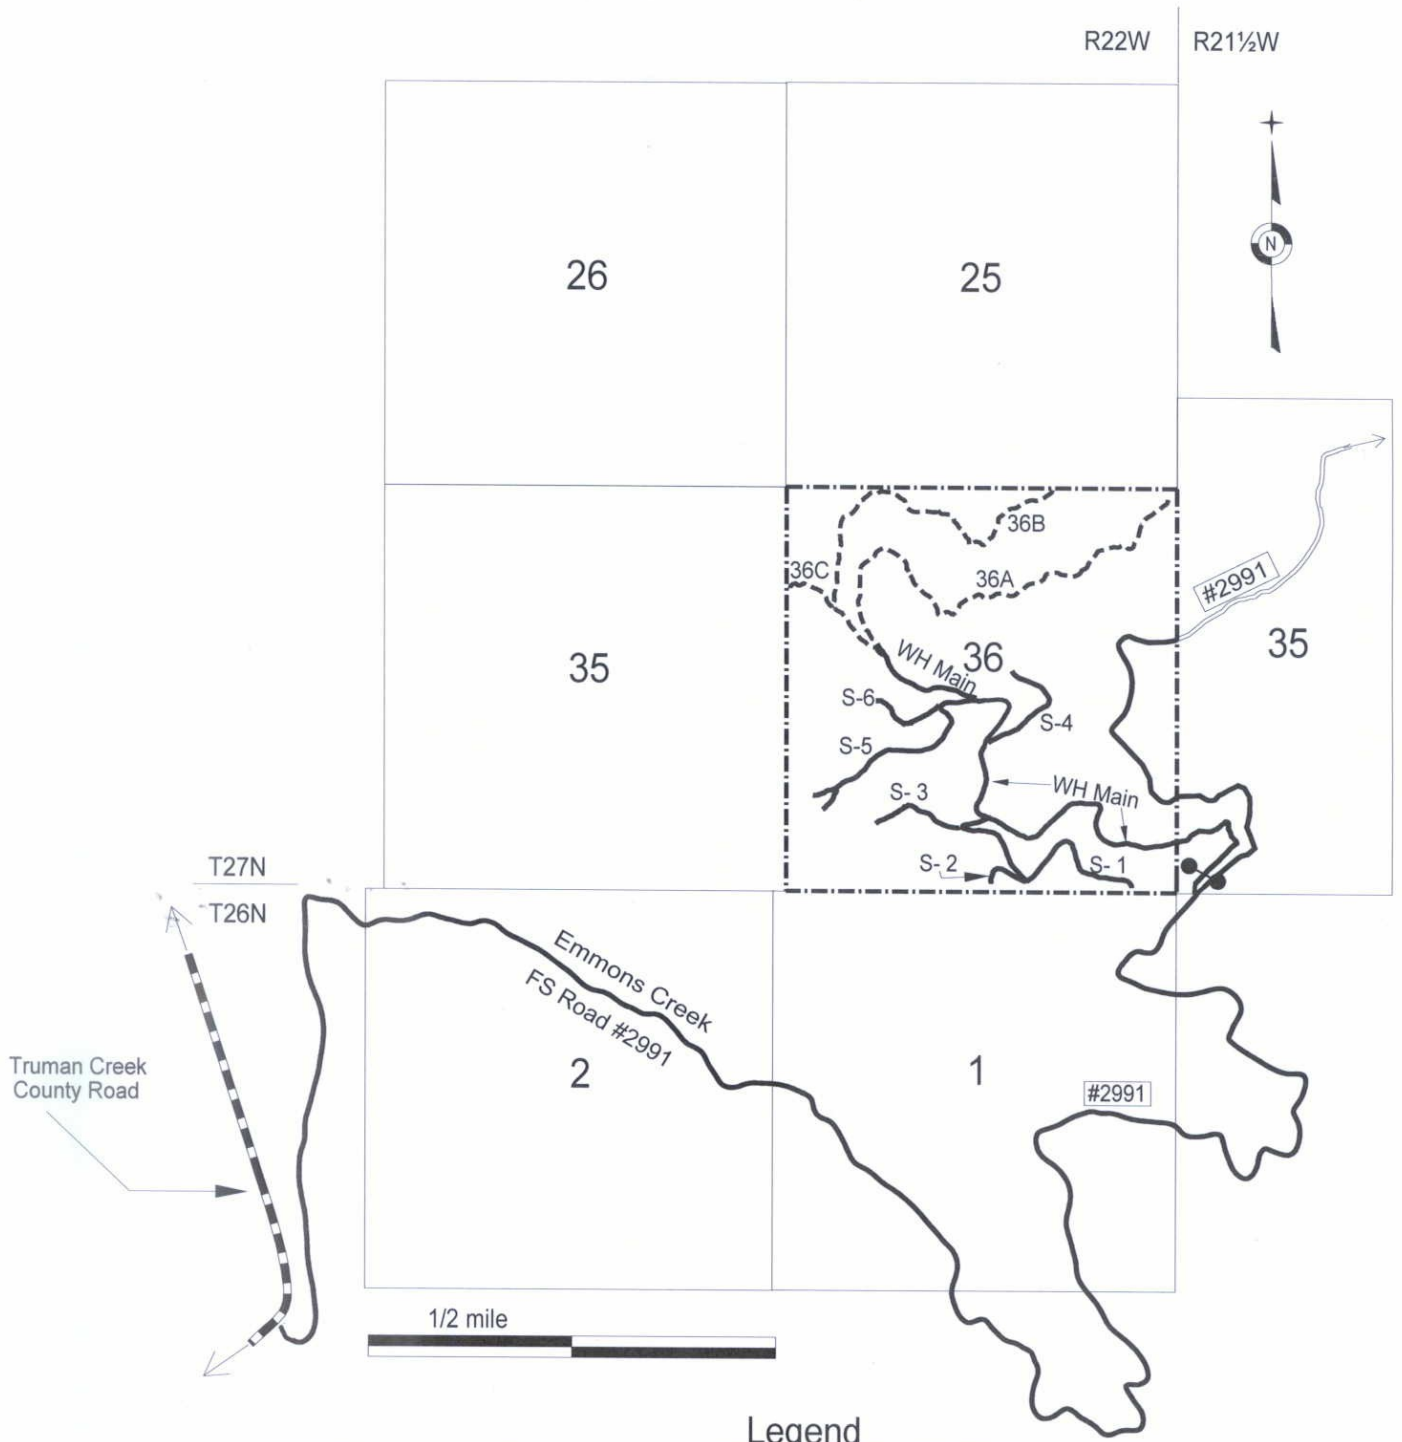 R22W
R21½W
N
26
25
36B
36C
36A
#2991
35
WH Main
36
35
S-6
S-4
S-5
WH Main
S- 3
S- 2
S- 1
T27N
T26N
Emmons Creek
FS Road #2991
Truman Creek
County Road
2
1
#2991
1/2 mile
Legend